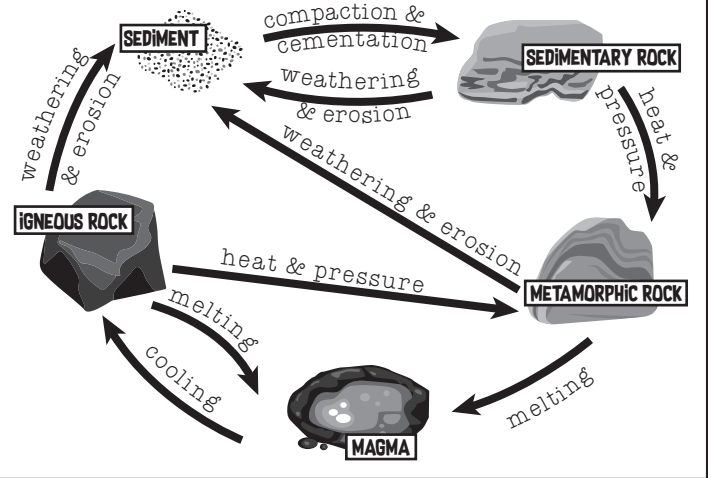 compaction &
cementation
SEDiMENT
SEDiMENTARY ROCK
weathering
& erosion
weathering
& erosion
heat &
pressure
weathering & erosion
iGNEOUS ROCK
heat & pressure
METAMORPHiC ROCK
melting
cooling
melting
MAGMA